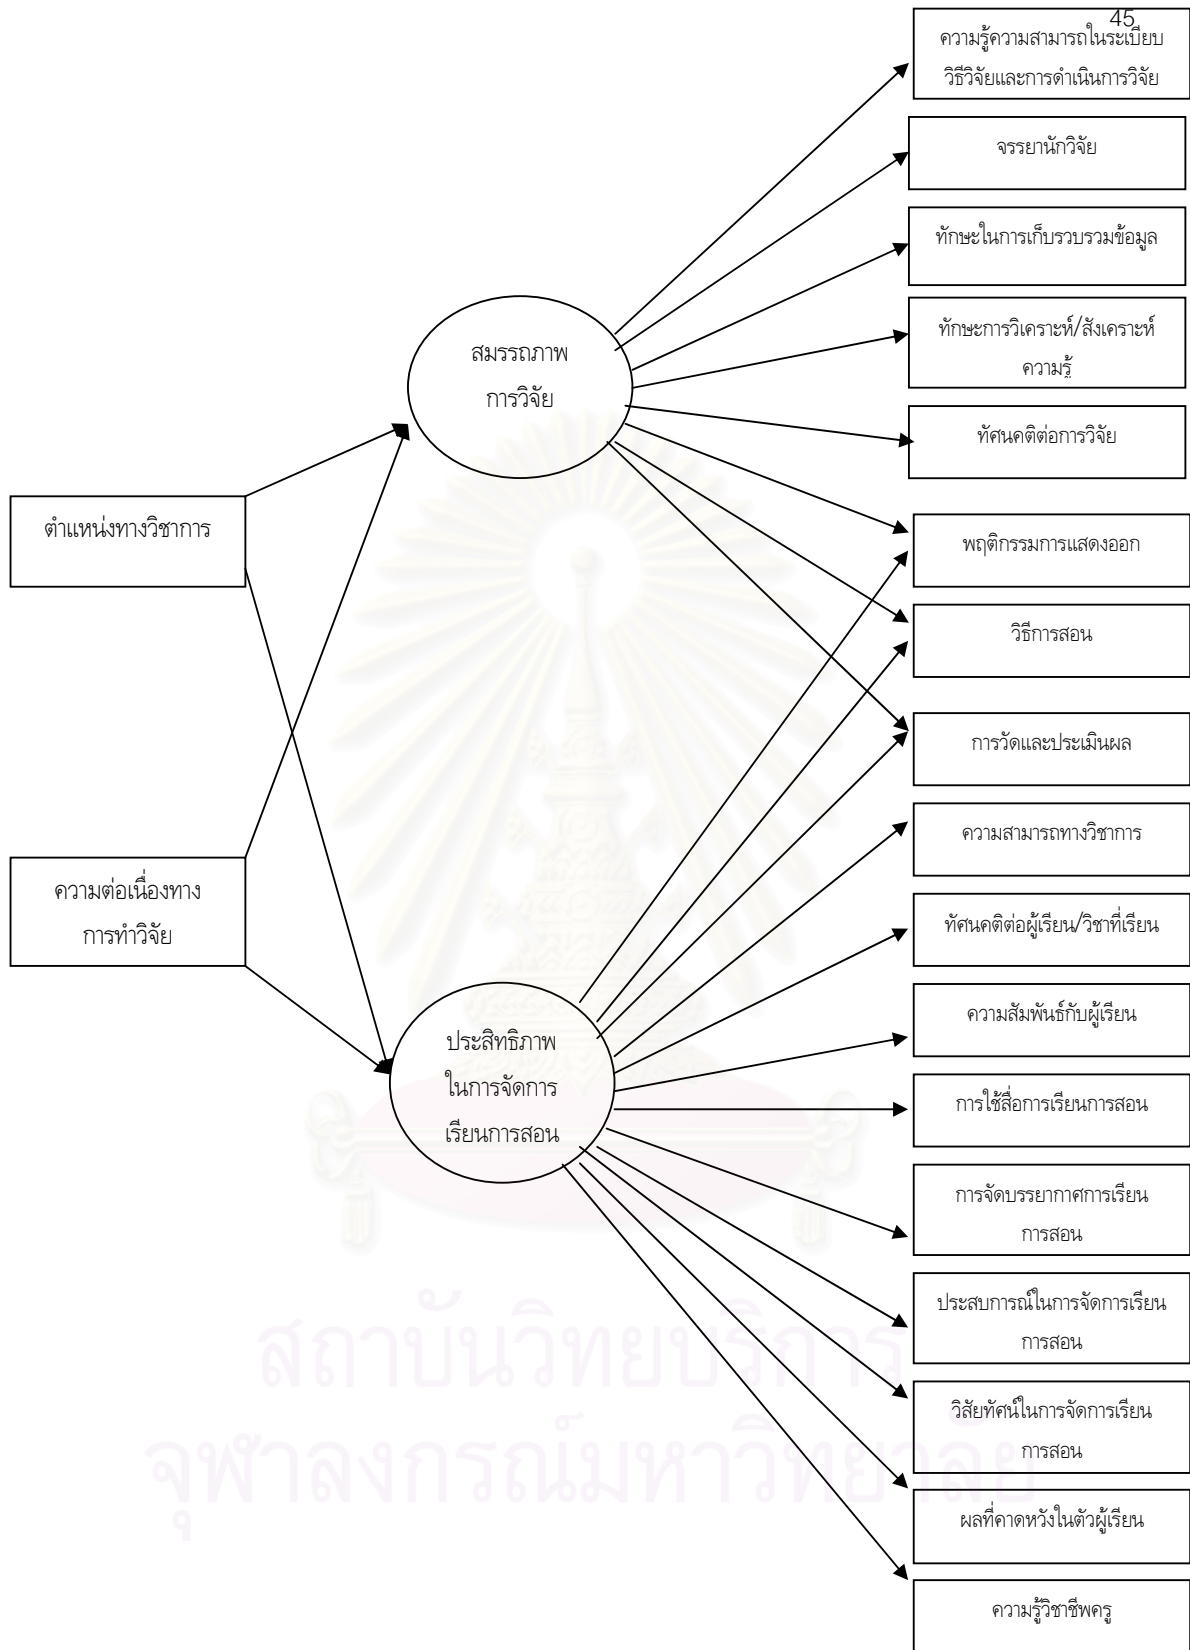 45
ความรู้ความสามารถในระเบียบ
วิธีวิจัยและการดำเนินการวิจัย
จรรยานักวิจัย
ทักษะในการเก็บรวบรวมข้อมูล
ทักษะการวิเคราะห์/สังเคราะห์
ความรู้
สมรรถภาพ
การวิจัย
ทัศนคติต่อการวิจัย
ตำแหน่งทางวิชาการ
พฤติกรรมการแสดงออก
วิธีการสอน
การวัดและประเมินผล
ความสามารถทางวิชาการ
ความต่อเนื่องทาง
การทำวิจัย
ทัศนคติต่อผู้เรียน/วิชาที่เรียน
ความสัมพันธ์กับผู้เรียน
ประสิทธิภาพ
ในการจัดการ
เรียนการสอน
การใช้สื่อการเรียนการสอน
การจัดบรรยากาศการเรียน
การสอน
ประสบการณ์ในการจัดการเรียน
การสอน
วิสัยทัศน์ในการจัดการเรียน
การสอน
ผลที่คาดหวังในตัวผู้เรียน
ความรู้วิชาชีพครู
สถาบันวิทยบริการ
จุฬาลงกรณ์มหาวิทยาลัย